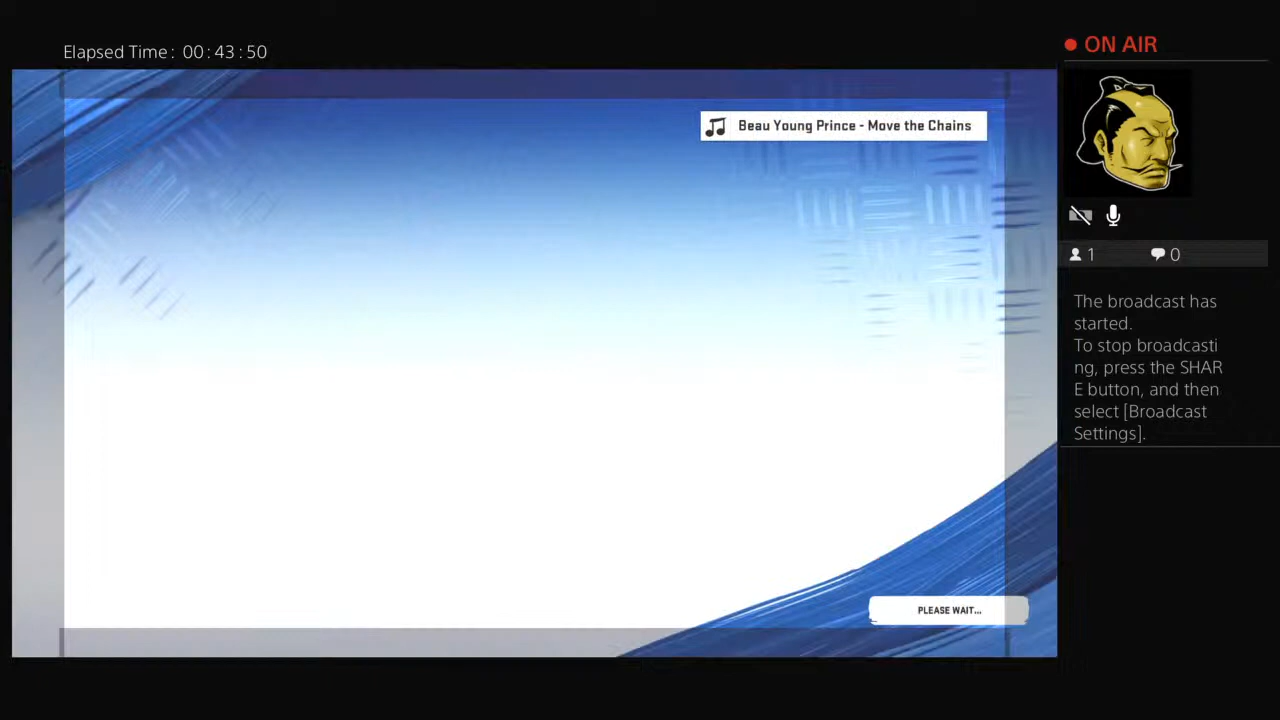 Elapsed Time: 00:43:50
ON AIR
Beau Young Prince - Move the Chains
1 0
The broadcast has
started.
To stop broadcasti
ng, press the SHAR
E button, and then
select [Broadcast
Settings].
PLEASE WAIT...